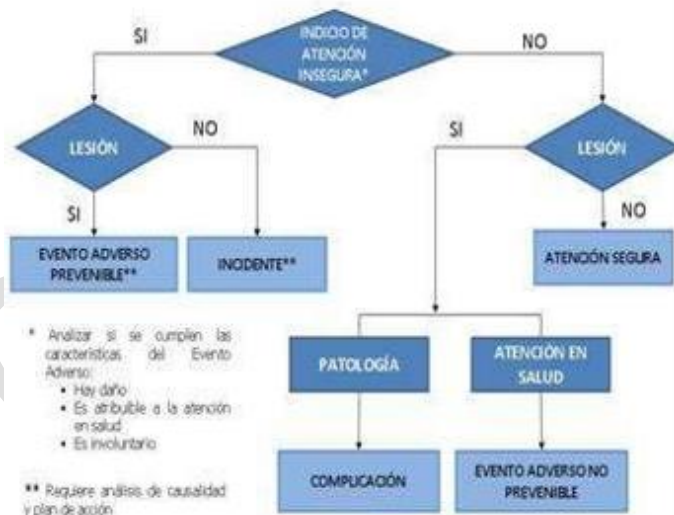 INDICIO DE
ATENCIÓN
INSEGURA*
SI
NO
LESIÓN
NO
SI
LESIÓN
SI
NO
EVENTO ADVERSO
PREVENIBLE**
INCIDENTE**
ATENCIÓN SEGURA
* Analizar si se cumplen las
características del Evento
Adverso:
• Hay daño
• Es atribuible a la atención
en salud
• Es involuntario
** Requiere análisis de causalidad
y plan de acción
PATOLOGÍA
ATENCIÓN EN
SALUD
COMPLICACIÓN
EVENTO ADVERSO NO
PREVENIBLE